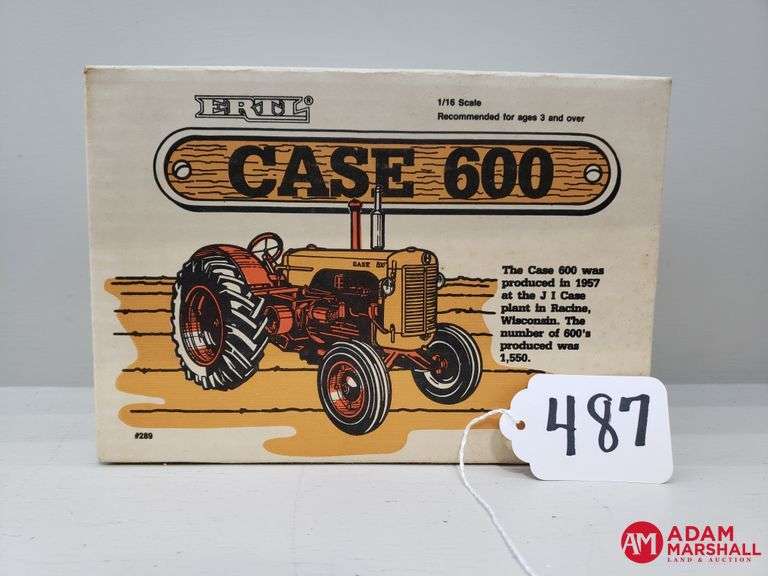 ERTL®
1/16 Scale
Recommended for ages 3 and over
CASE 600
CASE 600
The Case 600 was
produced in 1957
at the J I Case
plant in Racine,
Wisconsin. The
number of 600's
produced was
1,550.
#289
487
AM ADAM
MARSHALL
LAND & AUCTION